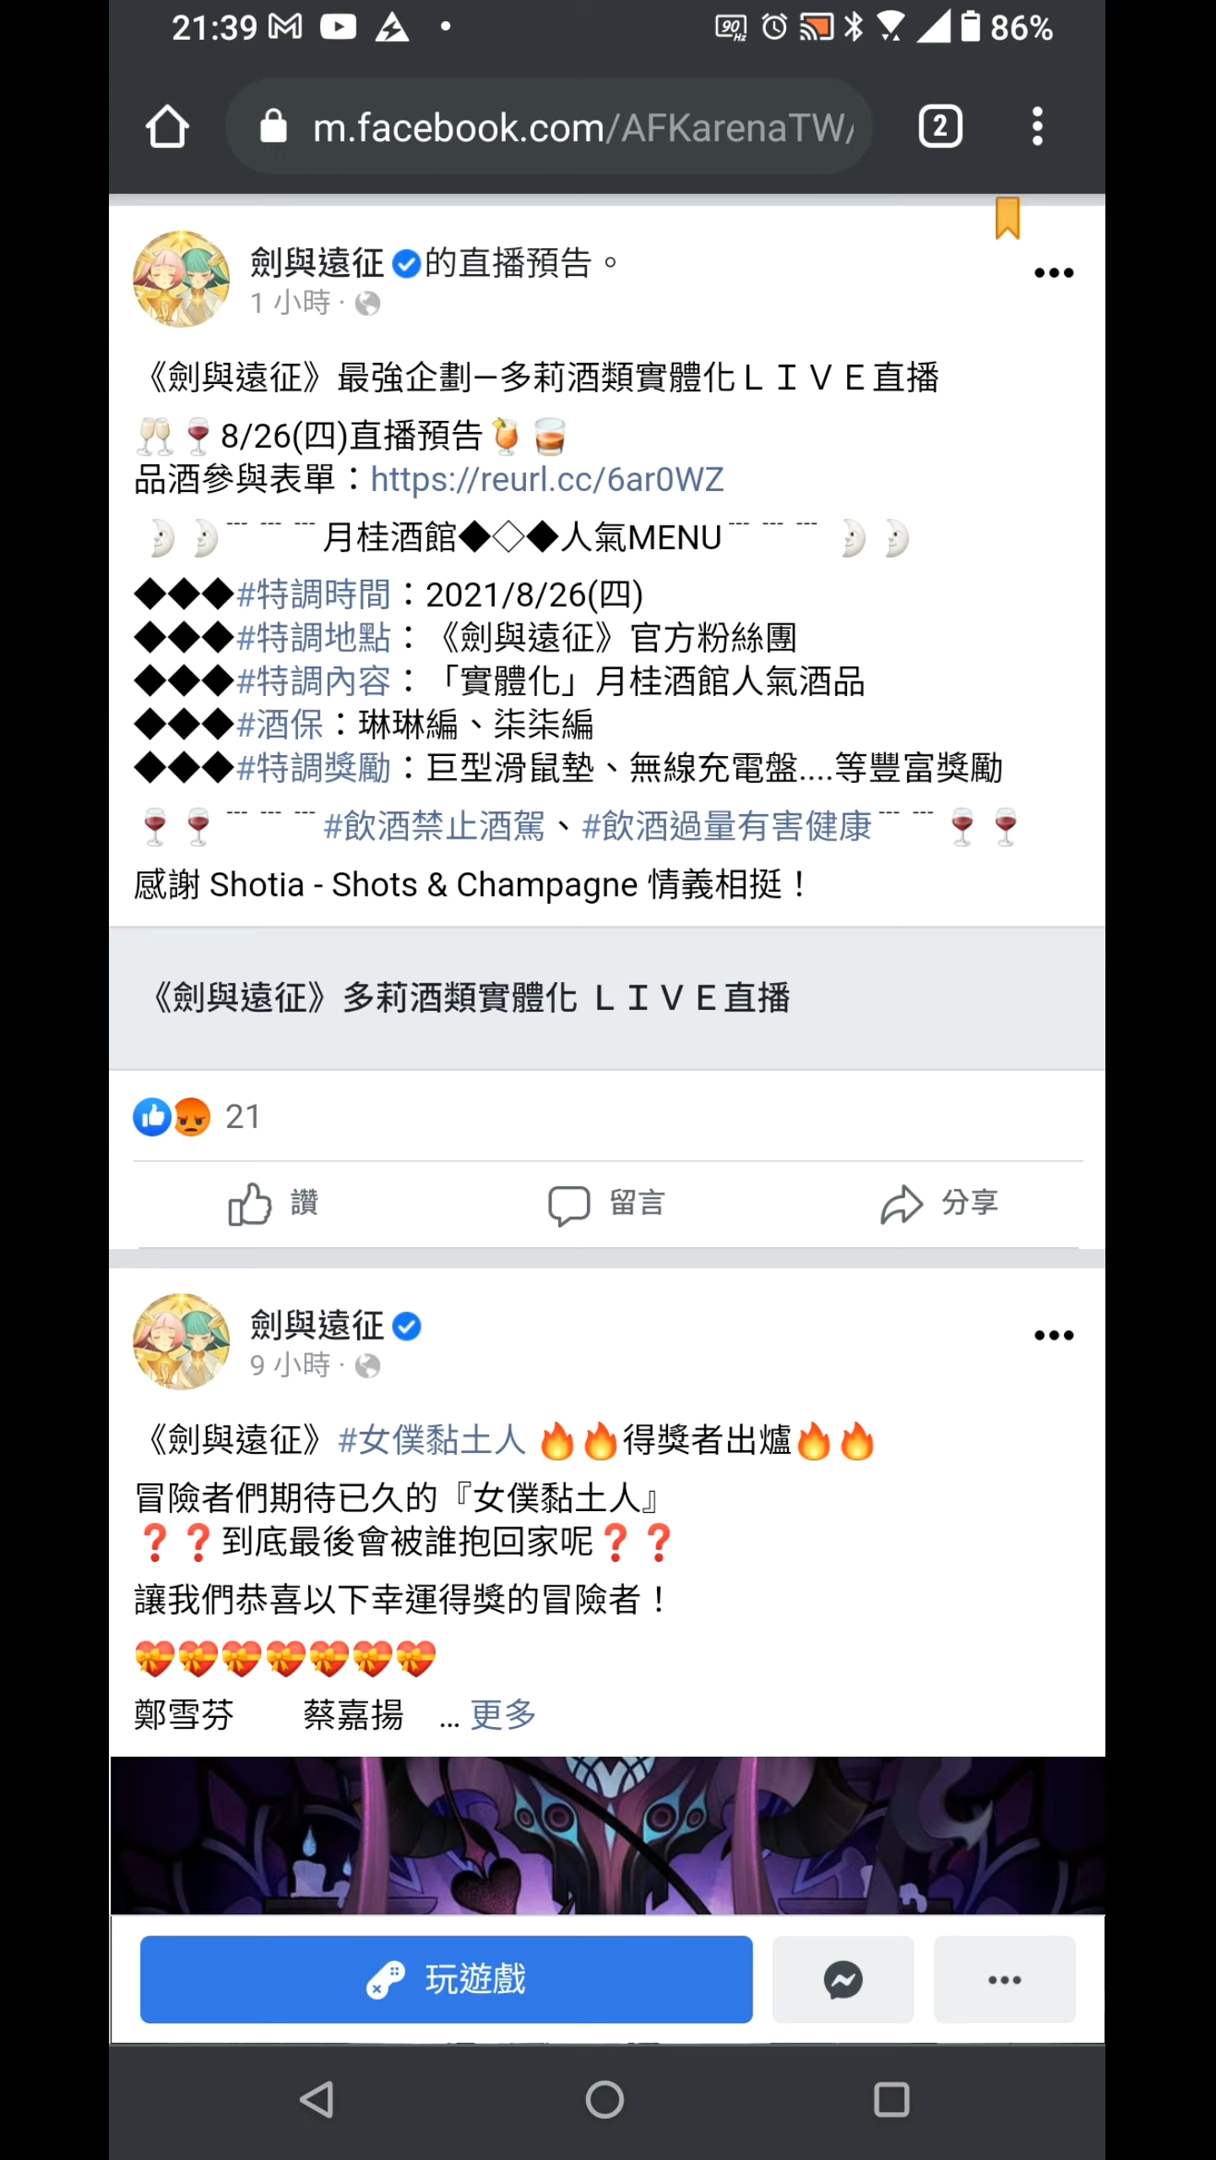 21:39
90 Hz
86%
m.facebook.com/AFKarenaTW/
2
劍與遠征的直播預告。
1 小時 ·
《劍與遠征》最強企劃—多莉酒類實體化ＬＩＶＥ直播
🥂🍷8/26(四)直播預告🍹🥃
品酒參與表單：https://reurl.cc/6ar0WZ
🌛🌛﹉﹉﹉月桂酒館◆◇◆人氣MENU﹉﹉﹉🌛🌛
◆◆◆#特調時間：2021/8/26(四)
◆◆◆#特調地點：《劍與遠征》官方粉絲團
◆◆◆#特調內容：「實體化」月桂酒館人氣酒品
◆◆◆#酒保：琳琳編、柒柒編
◆◆◆#特調獎勵：巨型滑鼠墊、無線充電盤....等豐富獎勵
🍷🍷﹉﹉﹉#飲酒禁止酒駕、#飲酒過量有害健康﹉﹉🍷🍷
感謝 Shotia - Shots & Champagne 情義相挺！
《劍與遠征》多莉酒類實體化 ＬＩＶＥ直播
21
讚
留言
分享
劍與遠征
9 小時 ·
《劍與遠征》#女僕黏土人 🔥🔥得獎者出爐🔥🔥
冒險者們期待已久的『女僕黏土人』
❓❓到底最後會被誰抱回家呢❓❓
讓我們恭喜以下幸運得獎的冒險者！
💝💝💝💝💝💝💝
鄭雪芬　　蔡嘉揚　... 更多
玩遊戲